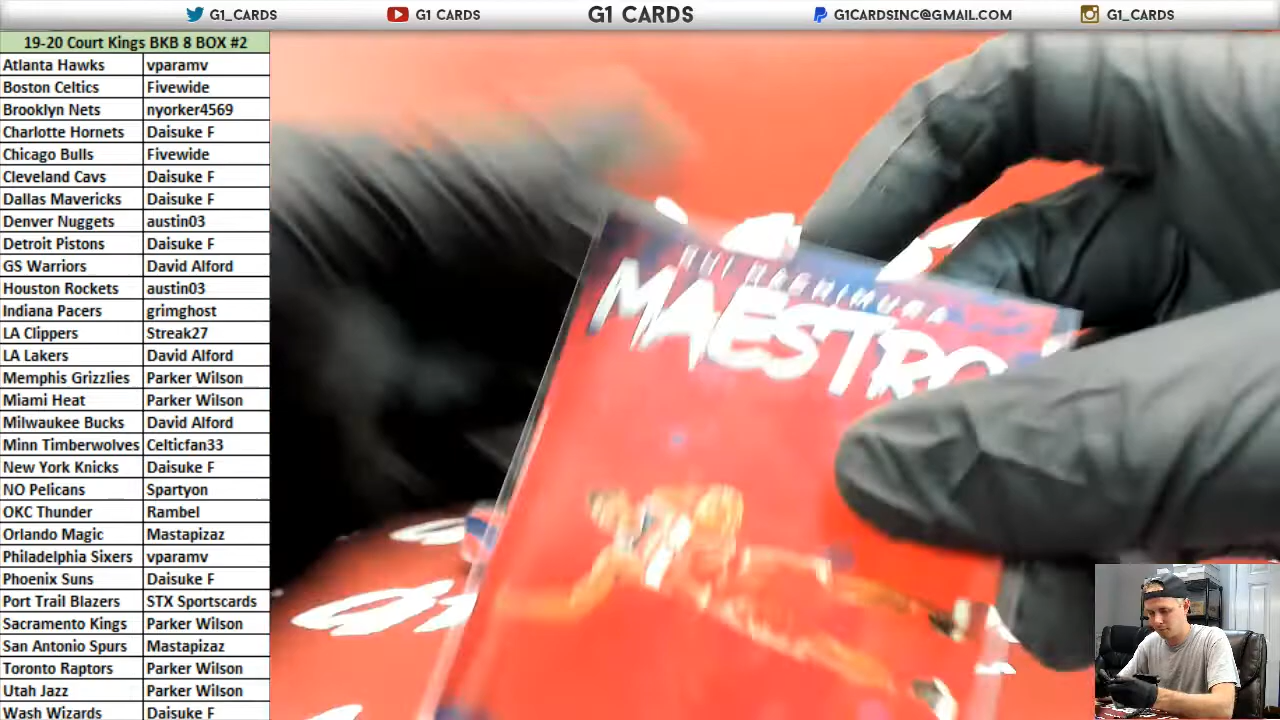 G1_CARDS
G1 CARDS
G1 CARDS
G1CARDSINC@GMAIL.COM
G1_CARDS
19-20 Court Kings BKB 8 BOX #2
Atlanta Hawks vparamv
Boston Celtics Fivewide
Brooklyn Nets nyorker4569
Charlotte Hornets Daisuke F
Chicago Bulls Fivewide
Cleveland Cavs Daisuke F
Dallas Mavericks Daisuke F
Denver Nuggets austin03
Detroit Pistons Daisuke F
GS Warriors David Alford
Houston Rockets austin03
Indiana Pacers grimghost
LA Clippers Streak27
LA Lakers David Alford
Memphis Grizzlies Parker Wilson
Miami Heat Parker Wilson
Milwaukee Bucks David Alford
Minn Timberwolves Celticfan33
New York Knicks Daisuke F
NO Pelicans Spartyon
OKC Thunder Rambel
Orlando Magic Mastapizaz
Philadelphia Sixers vparamv
Phoenix Suns Daisuke F
Port Trail Blazers STX Sportscards
Sacramento Kings Parker Wilson
San Antonio Spurs Mastapizaz
Toronto Raptors Parker Wilson
Utah Jazz Parker Wilson
Wash Wizards Daisuke F
RUI HACHIMURA
MAESTRO